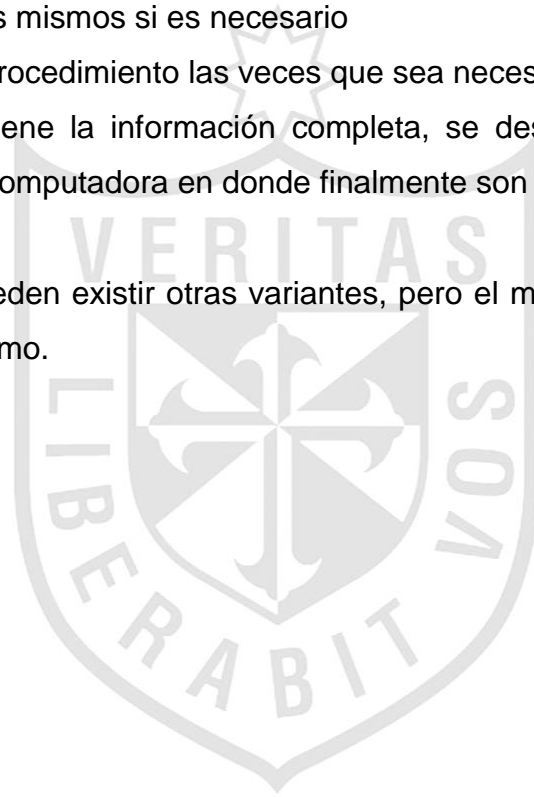 s mismos si es necesario
rocedimiento las veces que sea neces
ene la información completa, se des
omputadora en donde finalmente son
eden existir otras variantes, pero el m
mo.
VERITAS
LIBERABIT VOS